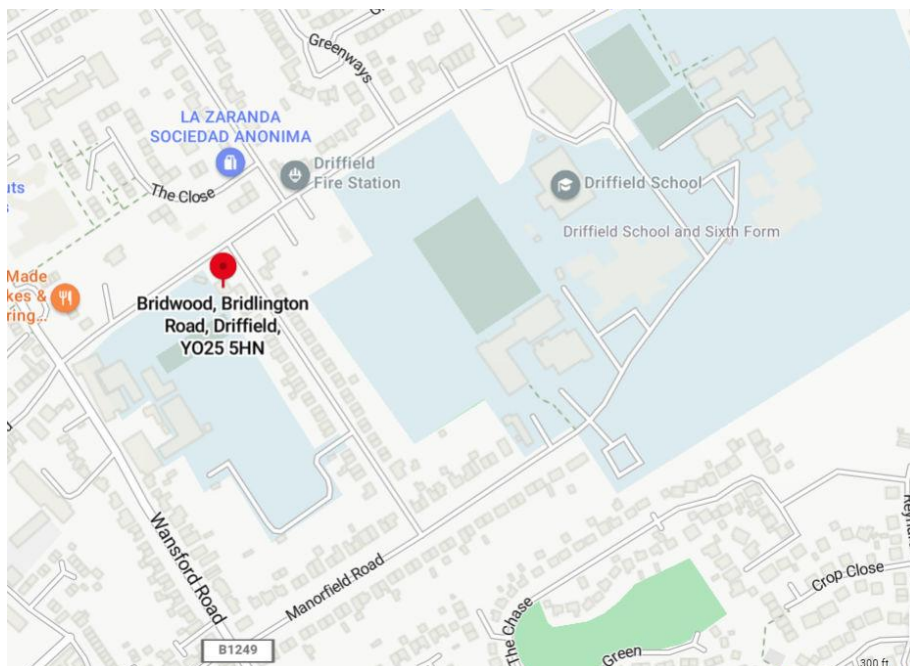 Greenways
LA ZARANDA
SOCIEDAD ANONIMA
Driffield
Fire Station
The Close
Driffield School
Driffield School and Sixth Form
Made
Bridwood, Bridlington
Road, Driffield,
YO25 5HN
Wansford Road
Manorfield Road
The Chase
Crop Close
Green
B1249
300 ft